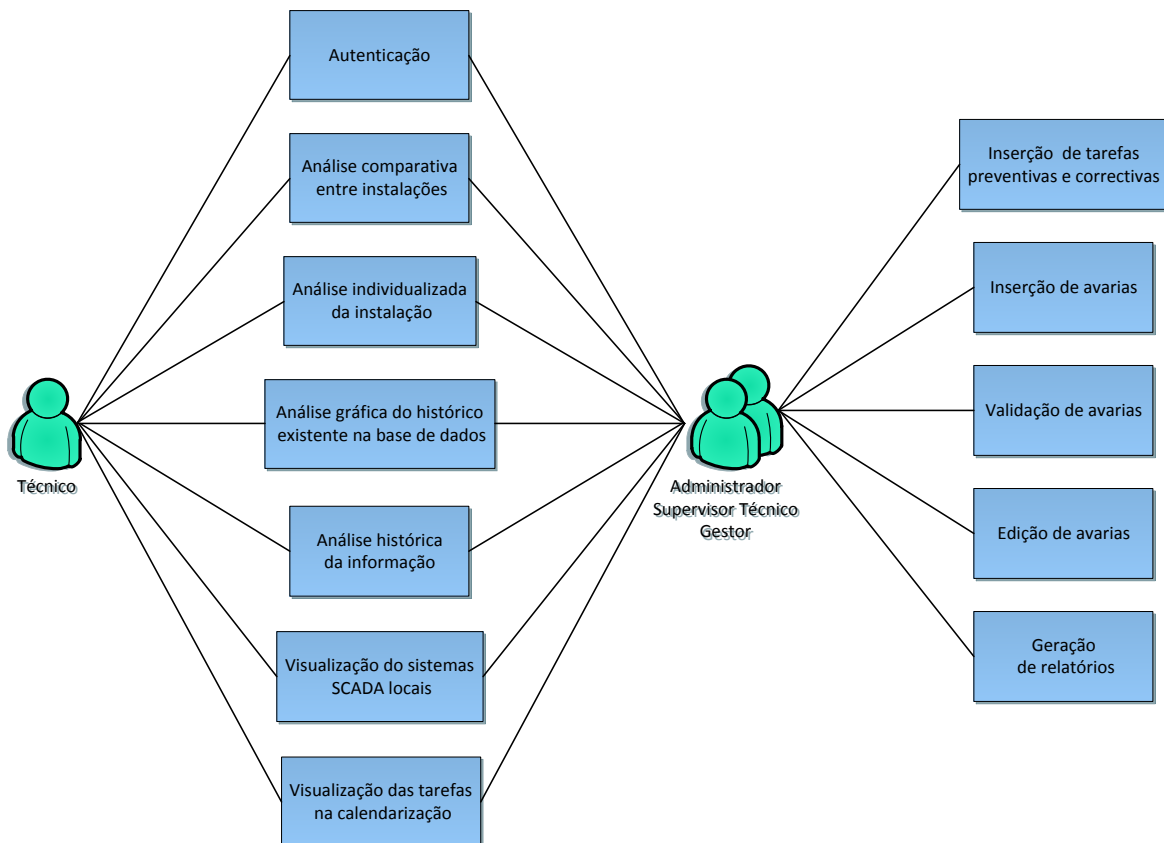 Autenticação
Análise comparativa
entre instalações
Análise individualizada
da instalação
Análise gráfica do histórico
existente na base de dados
Análise histórica
da informação
Visualização do sistemas
SCADA locais
Visualização das tarefas
na calendarização
Técnico
Administrador
Supervisor Técnico
Gestor
Inserção de tarefas
preventivas e correctivas
Inserção de avarias
Validação de avarias
Edição de avarias
Geração
de relatórios